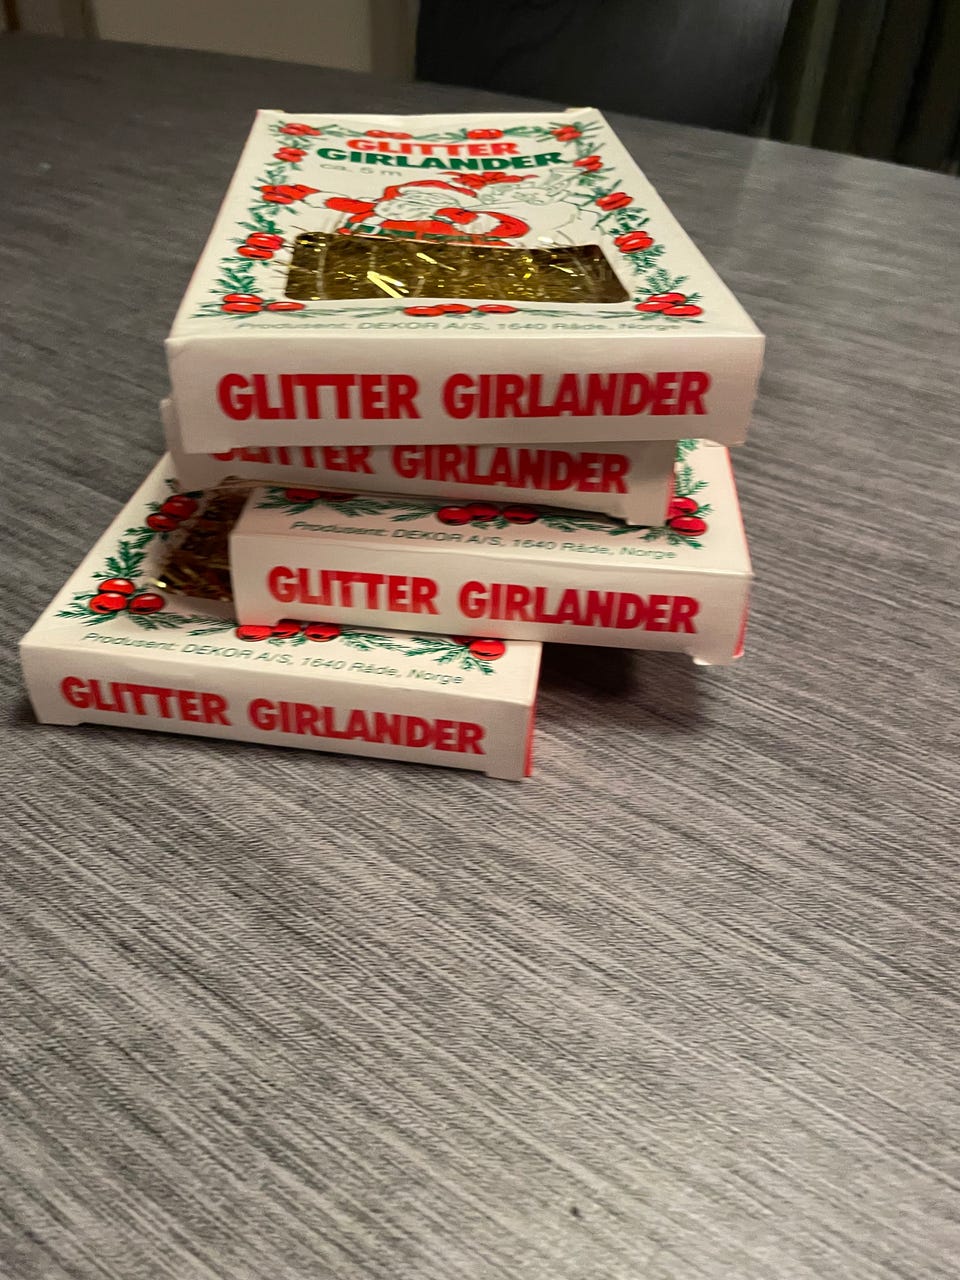 GLITTER
GIRLANDER
ca. 5 m
Produsent: DEKOR A/S, 1640 Råde, Norge
GLITTER GIRLANDER
GLITTER GIRLANDER
Produsent: DEKOR A/S, 1640 Råde, Norge
GLITTER GIRLANDER
Produsent: DEKOR A/S, 1640 Råde, Norge
GLITTER GIRLANDER